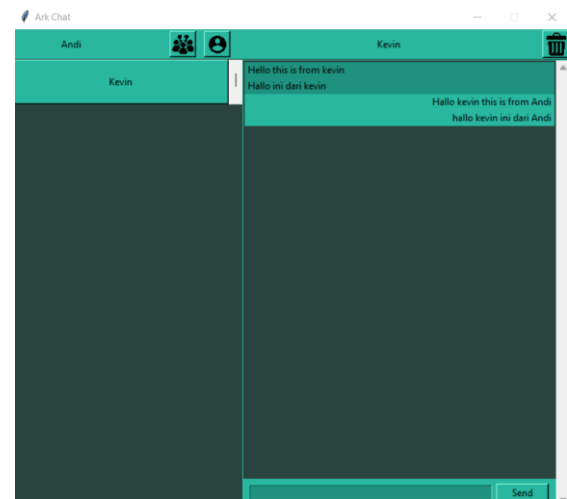 Ark Chat
Andi
Kevin
Kevin
Hello this is from kevin
Hallo ini dari kevin
Hallo kevin this is from Andi
hallo kevin ini dari Andi
Send